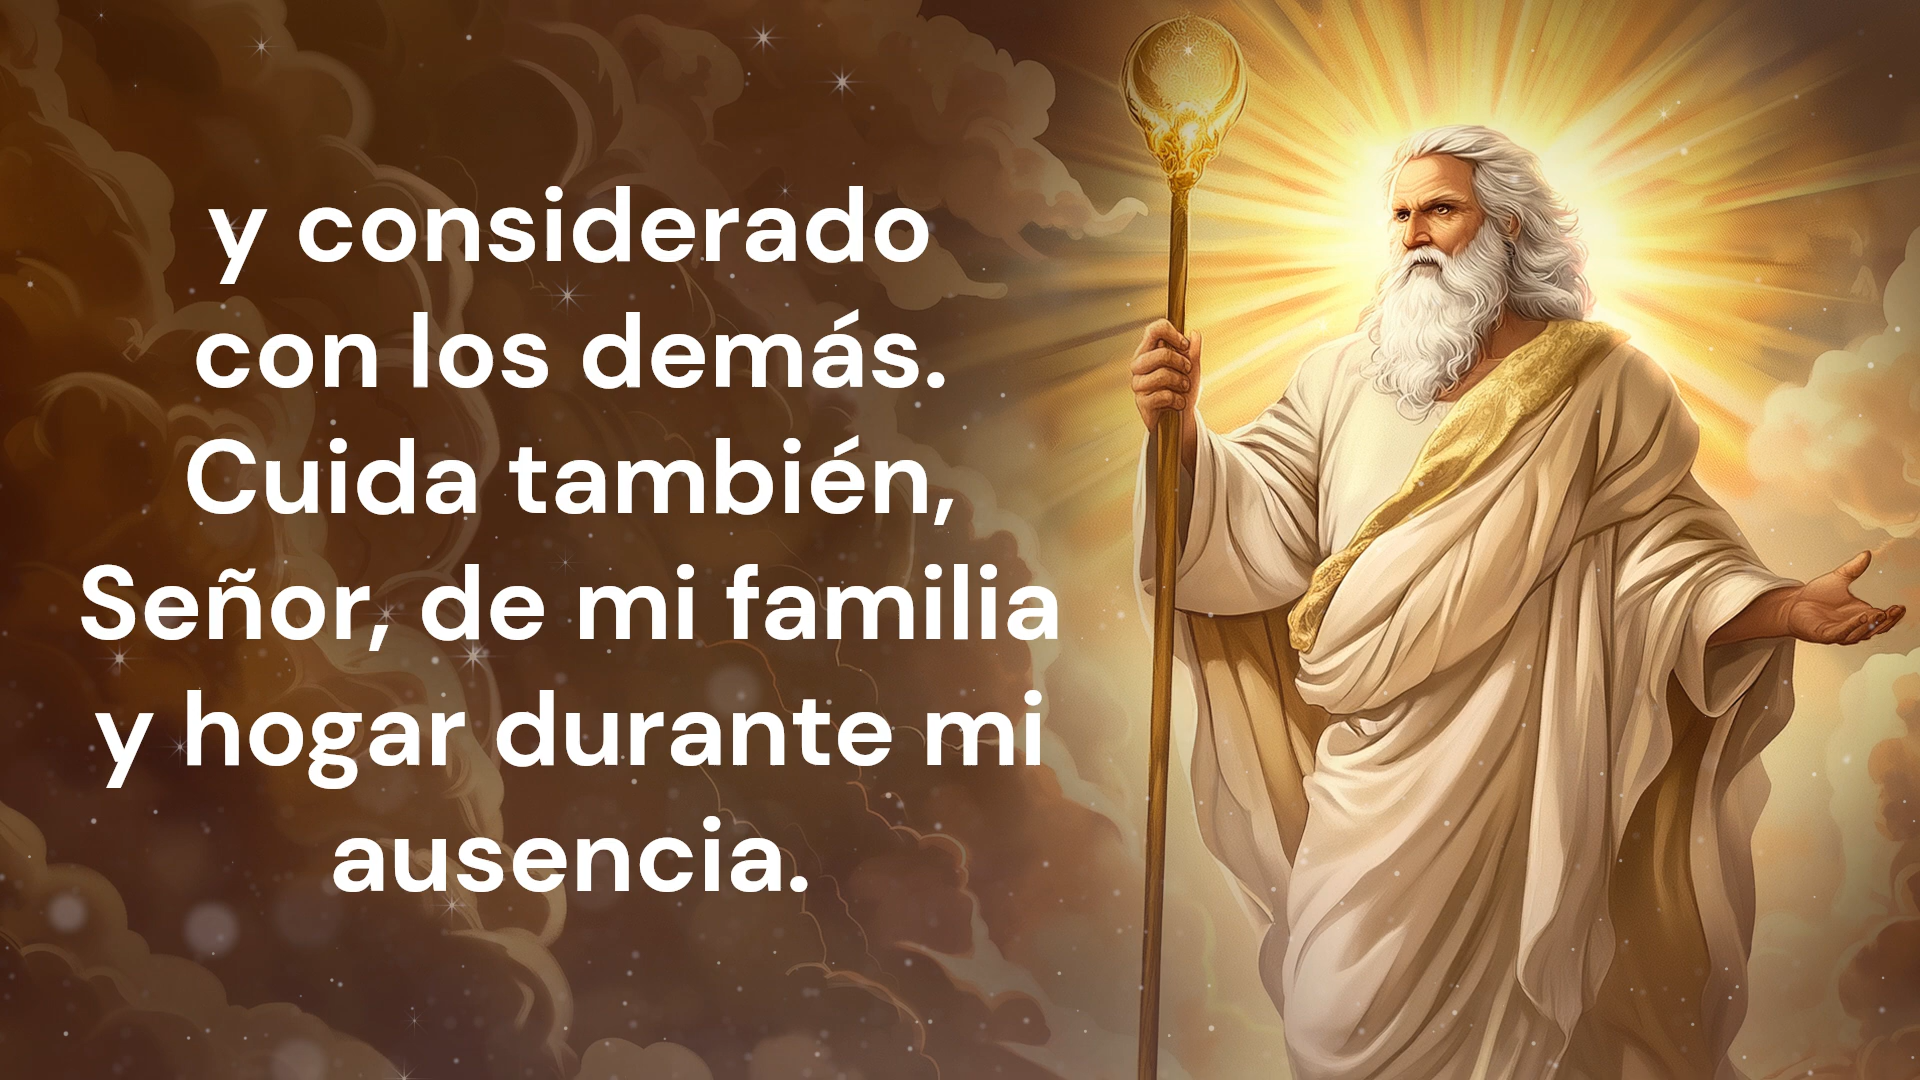 y considerado
con los demás.
Cuida también,
Señor, de mi familia
y hogar durante mi
ausencia.